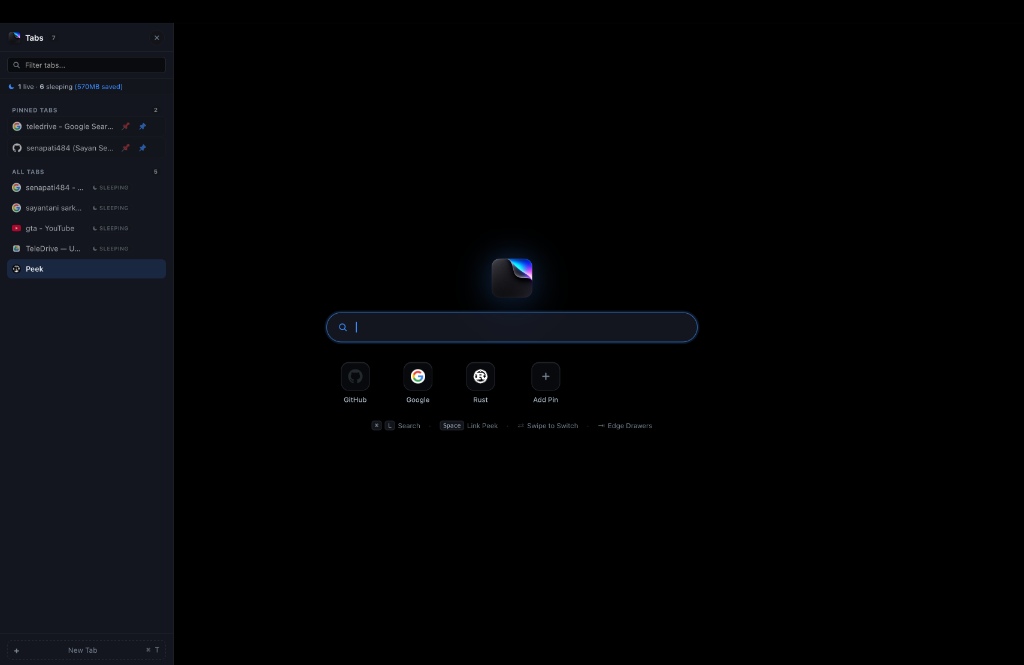 Tabs 7 ×
Filter tabs...
1 live · 6 sleeping (670MB saved)
PINNED TABS 2
teledrive - Google Sear...
senapati484 (Sayan Se...
ALL TABS 5
senapati484 - ... SLEEPING
sayantani sark... SLEEPING
gta - YouTube SLEEPING
TeleDrive — U... SLEEPING
Peek
GitHub Google Rust Add Pin
⌘ L Search · Space Link Peek · Swipe to Switch · Edge Drawers
+ New Tab ⌘ T